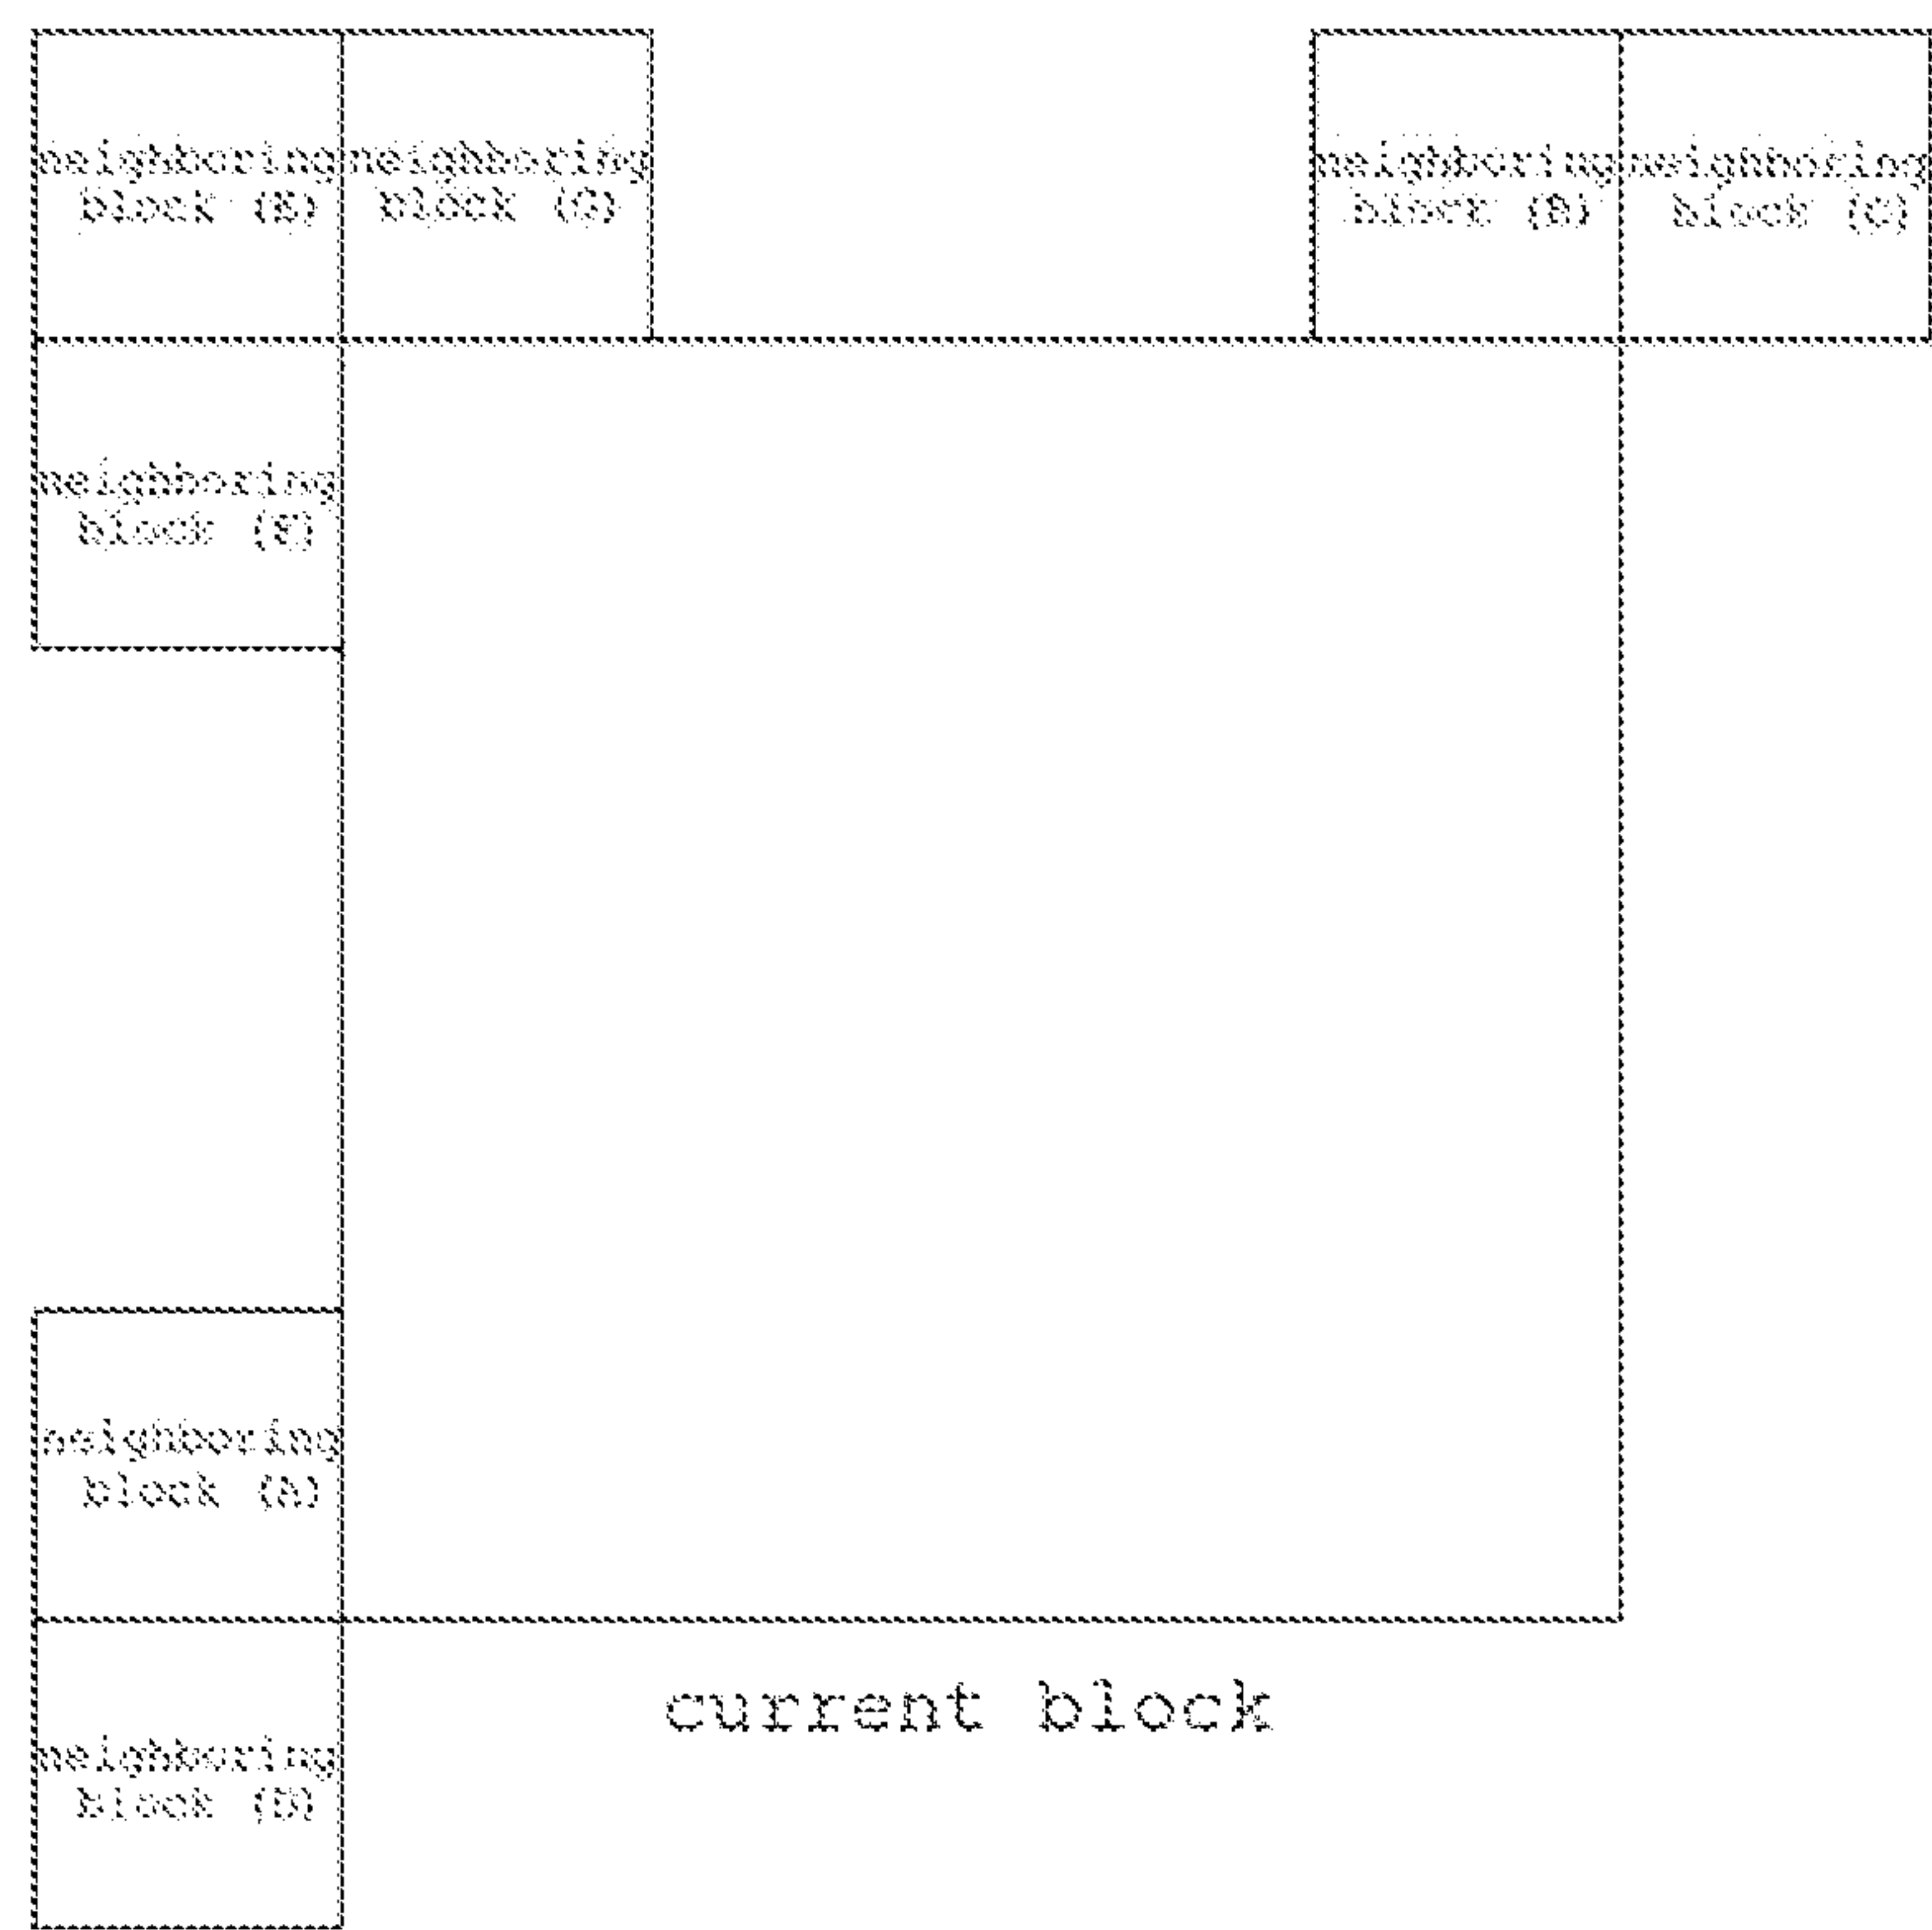 neighboring
block
neighboring
block
neighboring
block (B)
neighboring
block (C)
neighboring
block (F)
neighboring
block (A)
neighboring
block (D)
current block